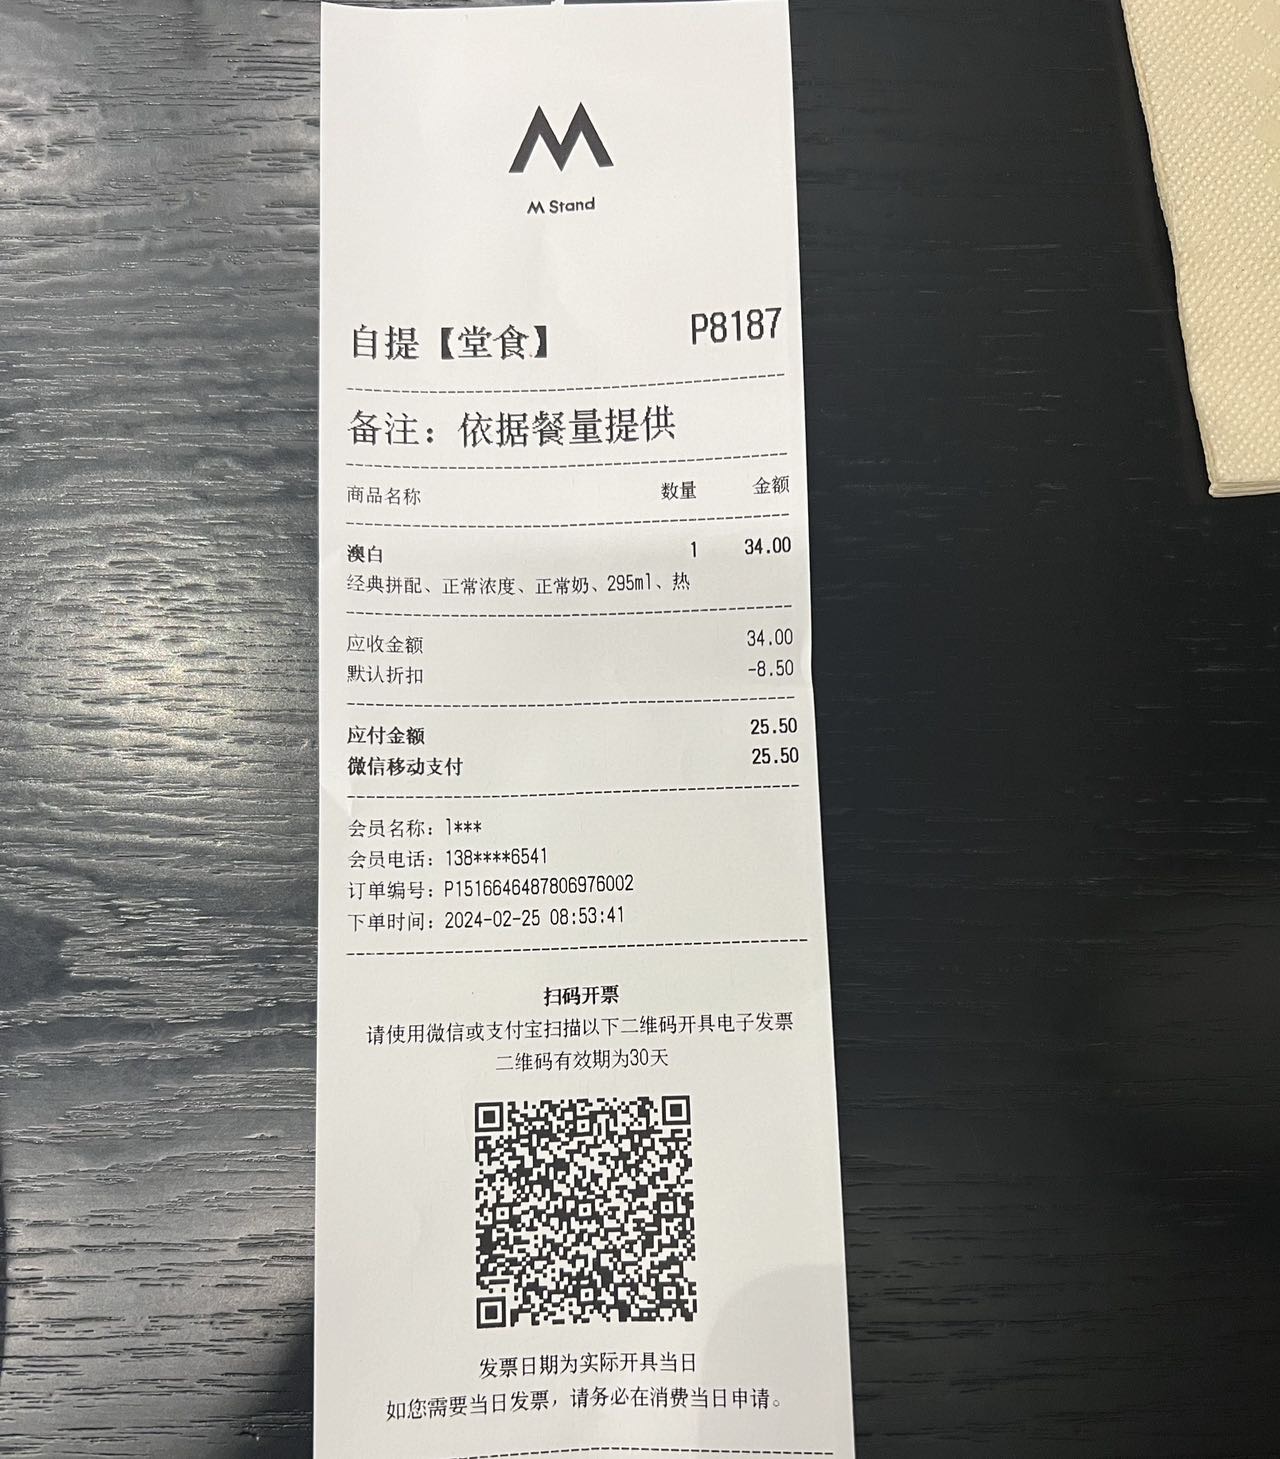 M Stand
自提【堂食】 P8187
备注：依据餐量提供
商品名称 数量 金额
澳白 1 34.00
经典拼配、正常浓度、正常奶、295ml、热
应收金额 34.00
默认折扣 -8.50
应付金额 25.50
微信移动支付 25.50
会员名称：l***
会员电话：138****6541
订单编号：P1516646487806976002
下单时间：2024-02-25 08:53:41
扫码开票
请使用微信或支付宝扫描以下二维码开具电子发票
二维码有效期为30天
发票日期为实际开具当日
如您需要当日发票，请务必在消费当日申请。